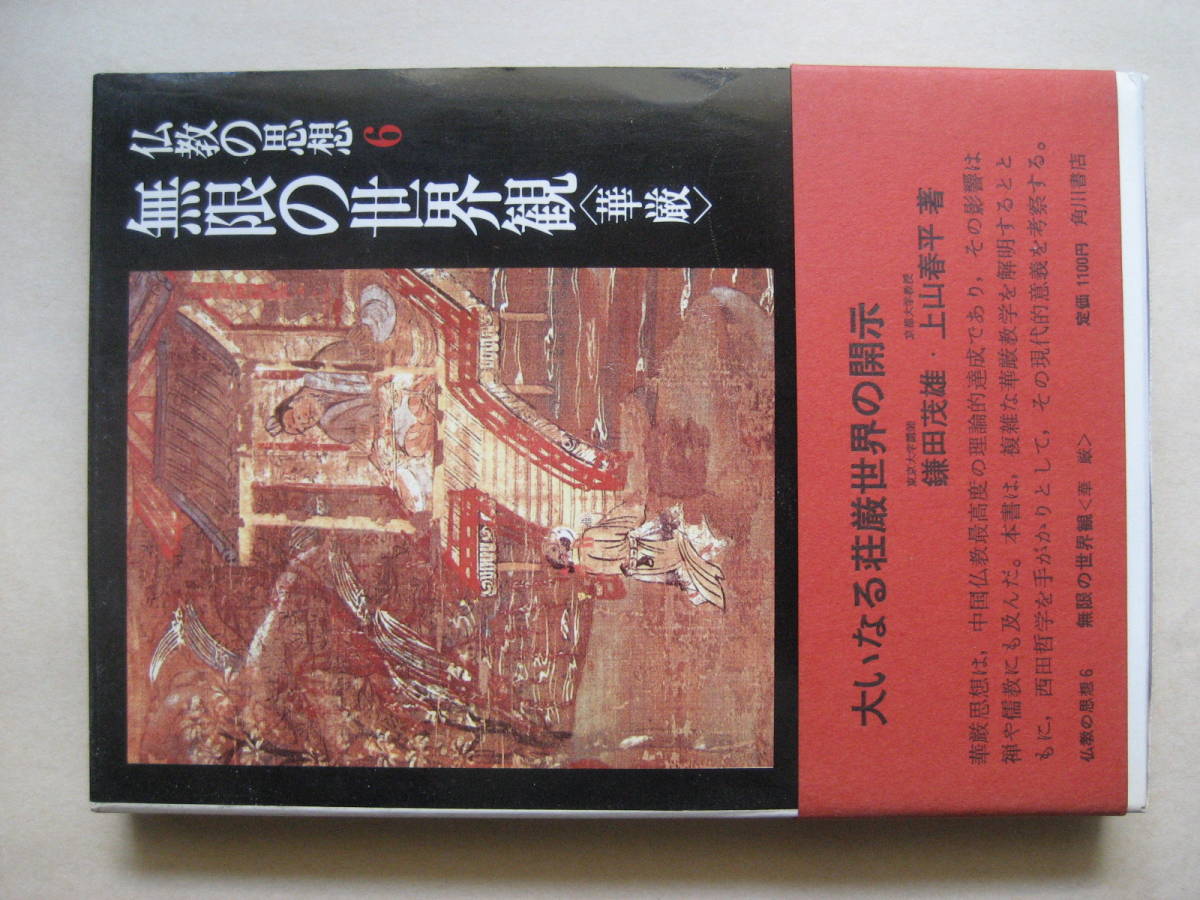 仏教の思想 6
無限の世界観〈華厳〉
大いなる荘厳世界の開示
東京大学講師 京都大学教授
鎌田茂雄・上山春平 著
華厳思想は，中国仏教最高度の理論的達成であり，その影響は
禅や儒教にも及んだ。本書は，複雑な華厳教学を解明するとと
もに，西田哲学を手がかりとして，その現代的意義を考察する。
仏教の思想6 無限の世界観<華 厳> 定価1100円 角川書店